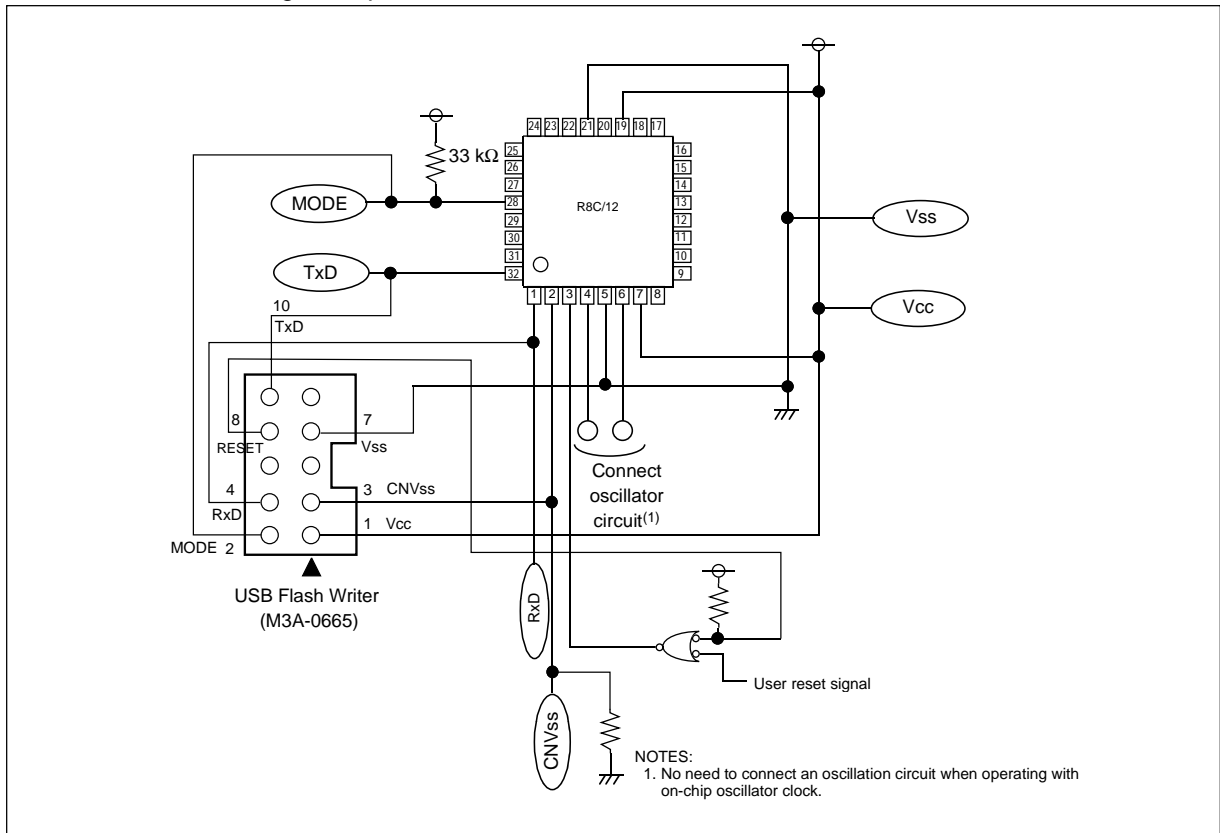 24 23 22 21 20 19 18 17
25
26
27
28
29
30
31
32
16
15
14
13
12
11
10
9
R8C/12
1 2 3 4 5 6 7 8
33 kΩ
MODE
TxD
Vss
Vcc
10
TxD
8
RESET
7
Vss
4
RxD
3 CNVss
1 Vcc
MODE 2
USB Flash Writer
(M3A-0665)
Connect
oscillator
circuit(1)
RxD
CNVss
User reset signal
NOTES:
1. No need to connect an oscillation circuit when operating with
on-chip oscillator clock.